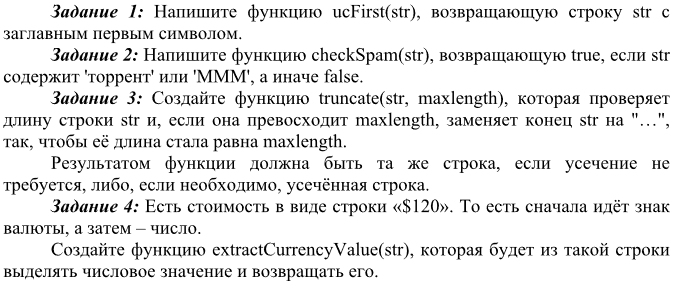 Задание 1: Напишите функцию ucFirst(str), возвращающую строку str с
заглавным первым символом.
Задание 2: Напишите функцию checkSpam(str), возвращающую true, если str
содержит 'торрент' или 'МММ', а иначе false.
Задание 3: Создайте функцию truncate(str, maxlength), которая проверяет
длину строки str и, если она превосходит maxlength, заменяет конец str на "…",
так, чтобы её длина стала равна maxlength.
Результатом функции должна быть та же строка, если усечение не
требуется, либо, если необходимо, усечённая строка.
Задание 4: Есть стоимость в виде строки «$120». То есть сначала идёт знак
валюты, а затем – число.
Создайте функцию extractCurrencyValue(str), которая будет из такой строки
выделять числовое значение и возвращать его.